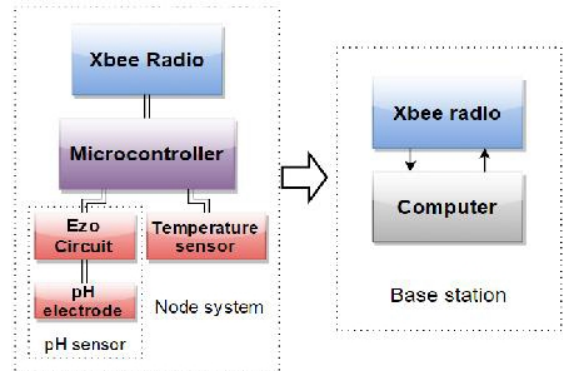 Xbee Radio
Microcontroller
Ezo
Circuit
Temperature
sensor
pH
electrode
pH sensor
Node system
Xbee radio
Computer
Base station